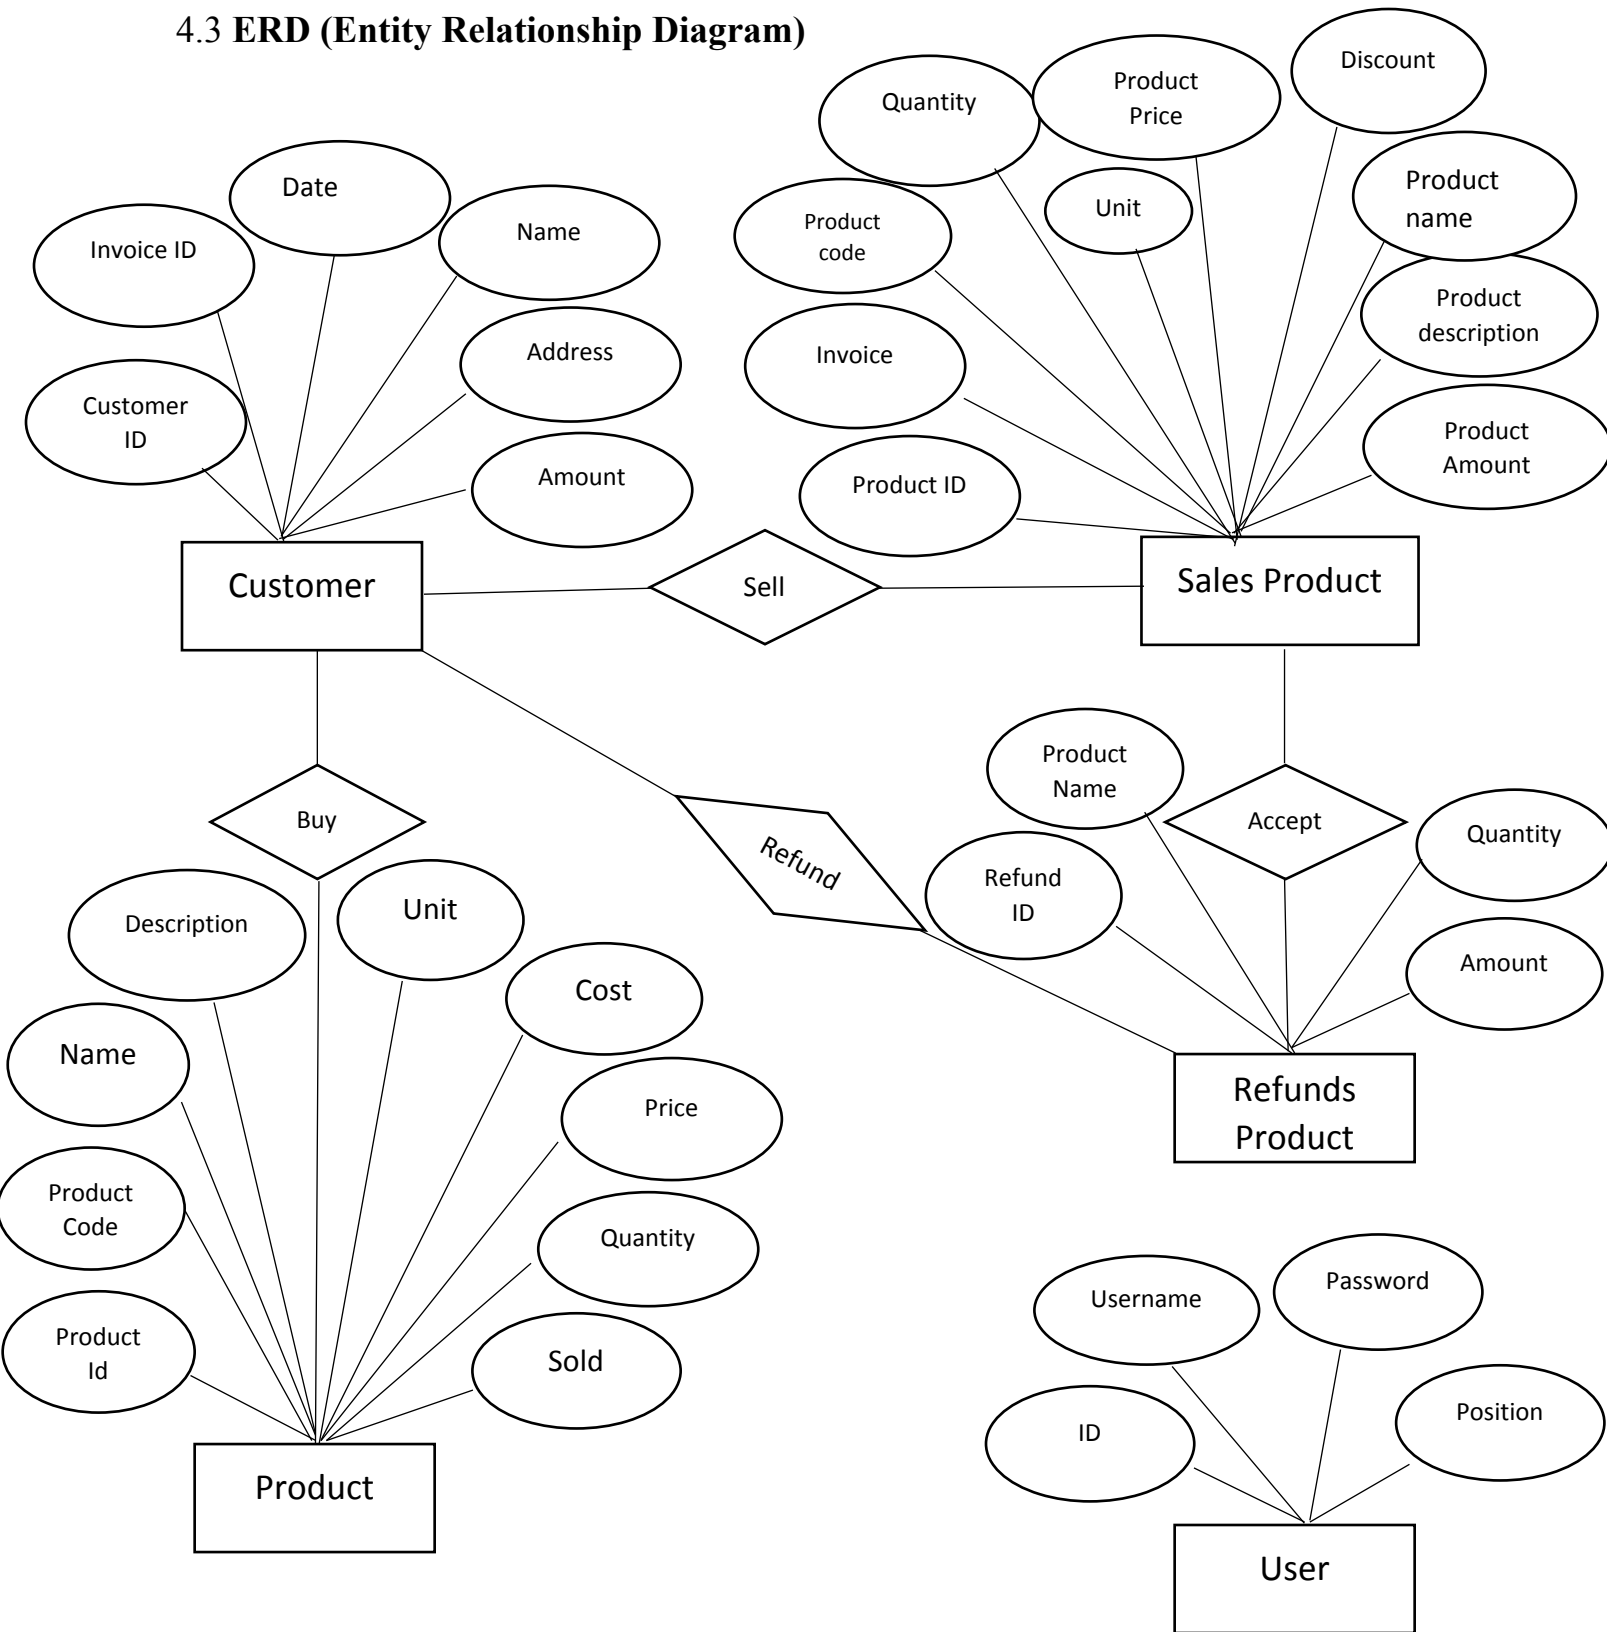 4.3 ERD (Entity Relationship Diagram)
Discount
Quantity
Product
Price
Date
Name
Invoice ID
Product
name
Unit
Product
code
Product
description
Address
Invoice
Customer
ID
Product
Amount
Amount
Product ID
Customer
Sell
Sales Product
Product
Name
Buy
Refund
Accept
Quantity
Refund
ID
Description
Unit
Amount
Cost
Name
Refunds
Product
Price
Product
Code
Quantity
Username
Password
Product
Id
Sold
ID
Position
Product
User